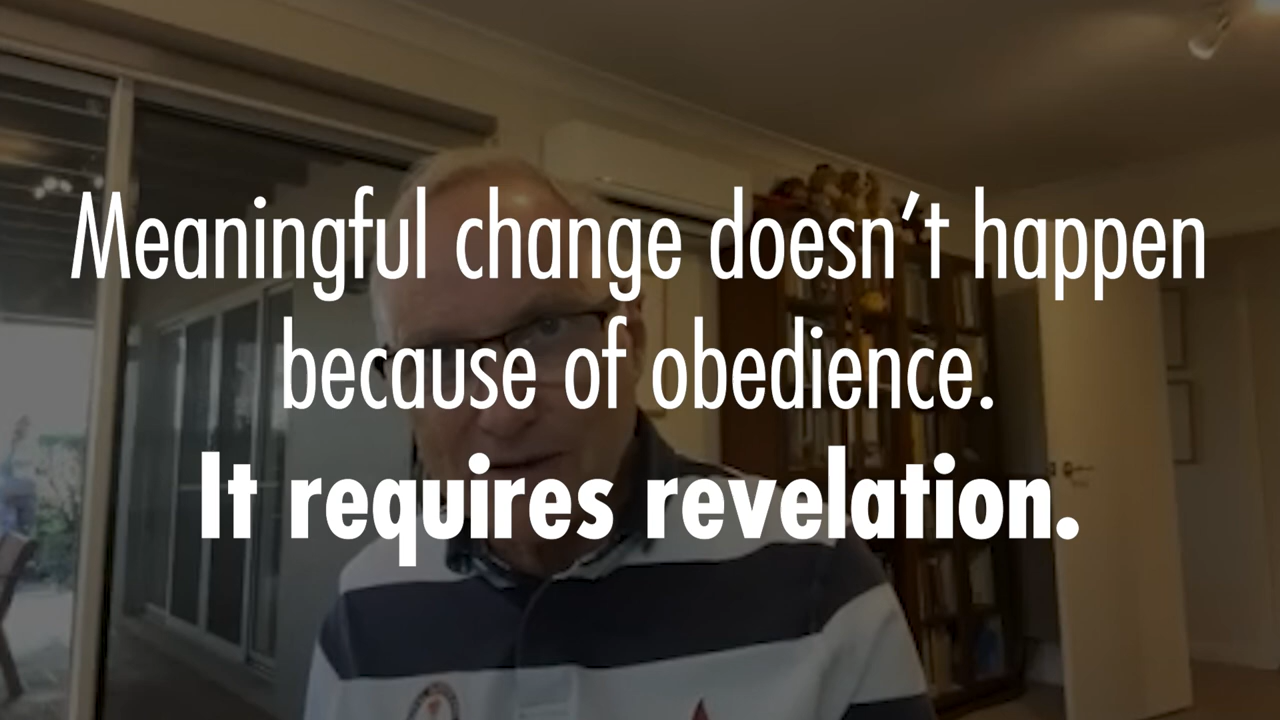 Meaningful change doesn’t happen
because of obedience.
It requires revelation.